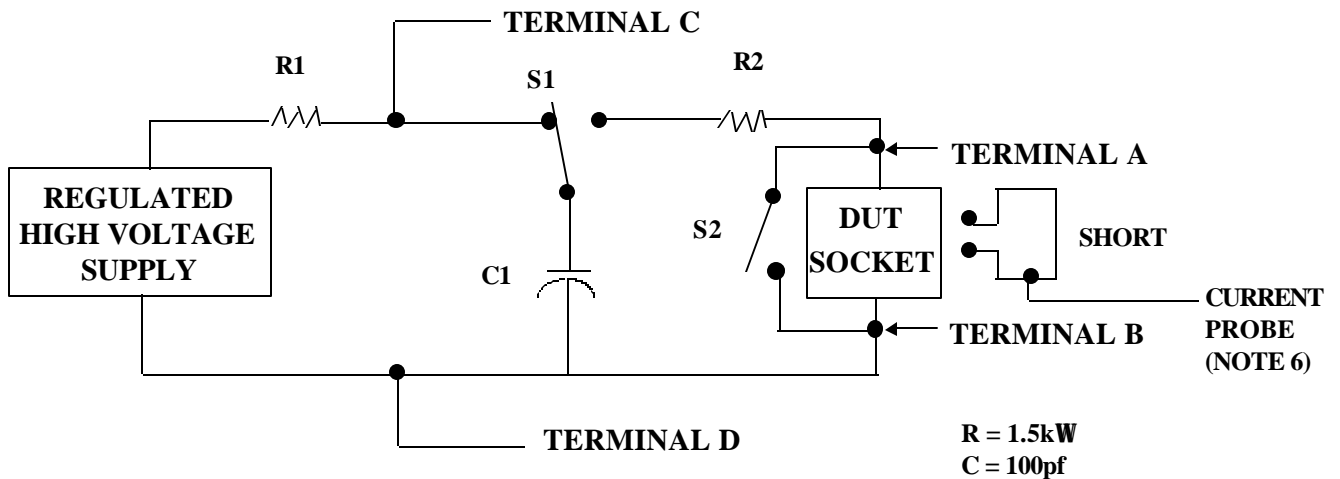 TERMINAL C
R1
S1
R2
TERMINAL A
REGULATED
HIGH VOLTAGE
SUPPLY
DUT
SOCKET
S2
SHORT
C1
CURRENT
PROBE
(NOTE 6)
TERMINAL B
TERMINAL D
R = 1.5kW
C = 100pf